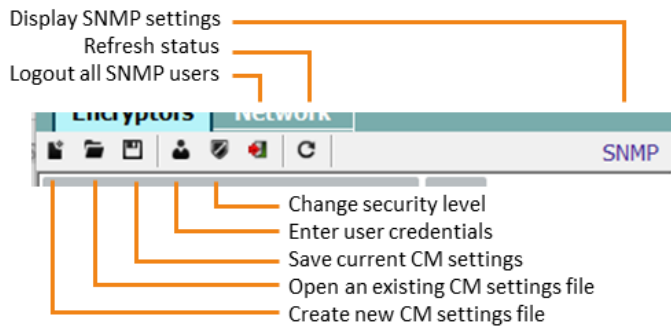 Display SNMP settings
Refresh status
Logout all SNMP users
Encryptors Network
SNMP
Change security level
Enter user credentials
Save current CM settings
Open an existing CM settings file
Create new CM settings file